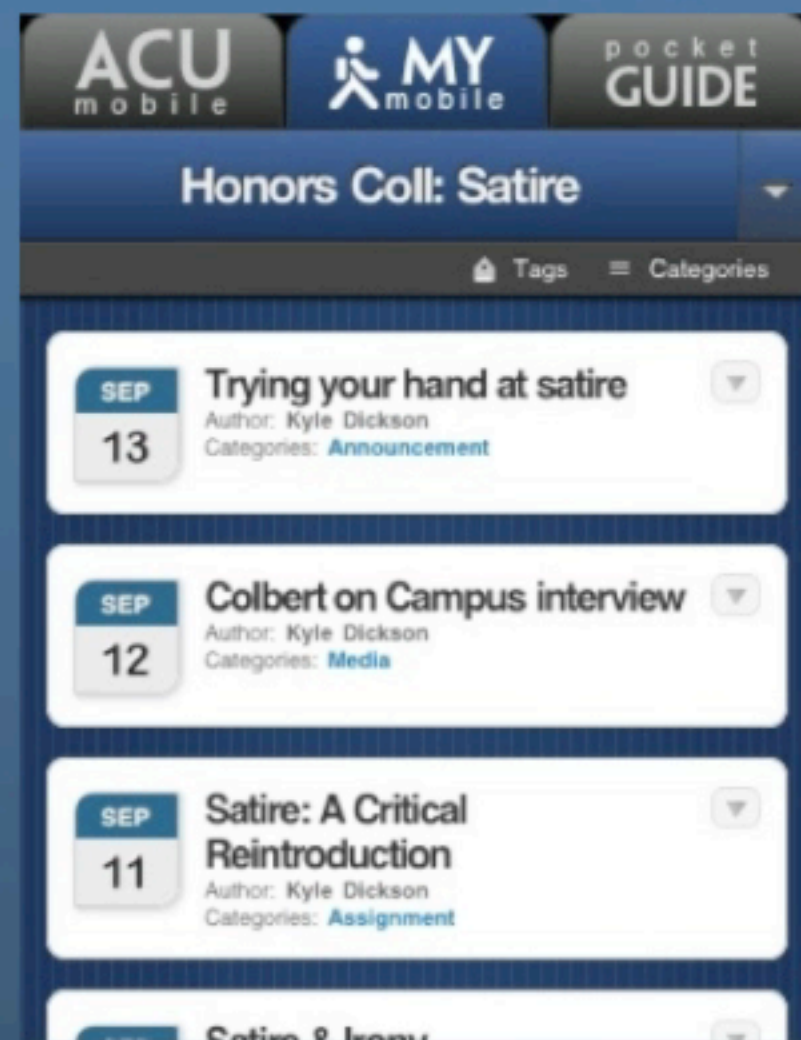 ACU
mobile
MY
mobile
pocket
GUIDE
Honors Coll: Satire
Tags
Categories
SEP
13
Trying your hand at satire
Author: Kyle Dickson
Categories: Announcement
SEP
12
Colbert on Campus interview
Author: Kyle Dickson
Categories: Media
SEP
11
Satire: A Critical
Reintroduction
Author: Kyle Dickson
Categories: Assignment
Satire & Irony